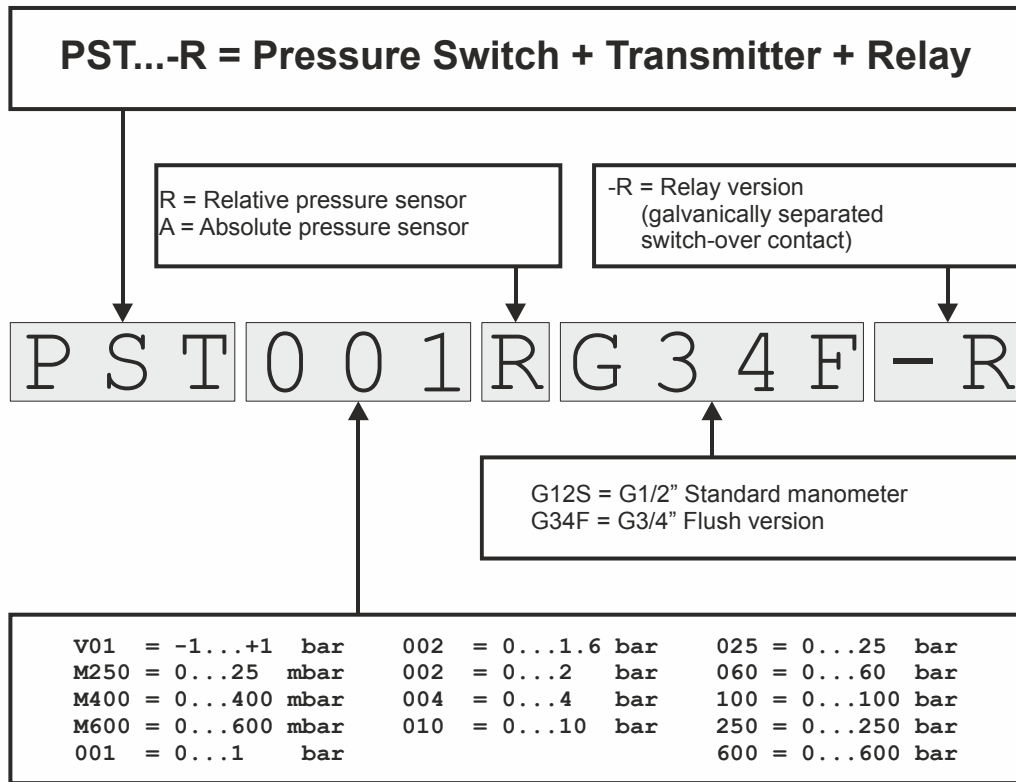 PST...-R = Pressure Switch + Transmitter + Relay
R = Relative pressure sensor
A = Absolute pressure sensor
-R = Relay version
(galvanically separated
switch-over contact)
PST001RG34F-R
G12S = G1/2” Standard manometer
G34F = G3/4” Flush version
V01 = -1...+1 bar 002 = 0...1.6 bar 025 = 0...25 bar
M250 = 0...25 mbar 002 = 0...2 bar 060 = 0...60 bar
M400 = 0...400 mbar 004 = 0...4 bar 100 = 0...100 bar
M600 = 0...600 mbar 010 = 0...10 bar 250 = 0...250 bar
001 = 0...1 bar 600 = 0...600 bar